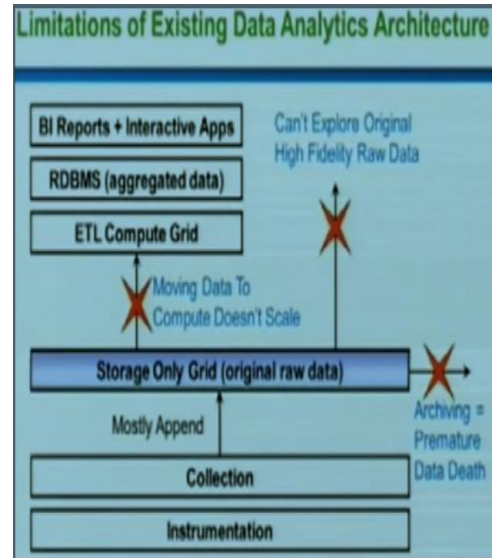 Limitations of Existing Data Analytics Architecture
BI Reports + Interactive Apps
RDBMS (aggregated data)
ETL Compute Grid
Can't Explore Original
High Fidelity Raw Data
Moving Data To
Compute Doesn't Scale
Storage Only Grid (original raw data)
Mostly Append
Archiving =
Premature
Data Death
Collection
Instrumentation